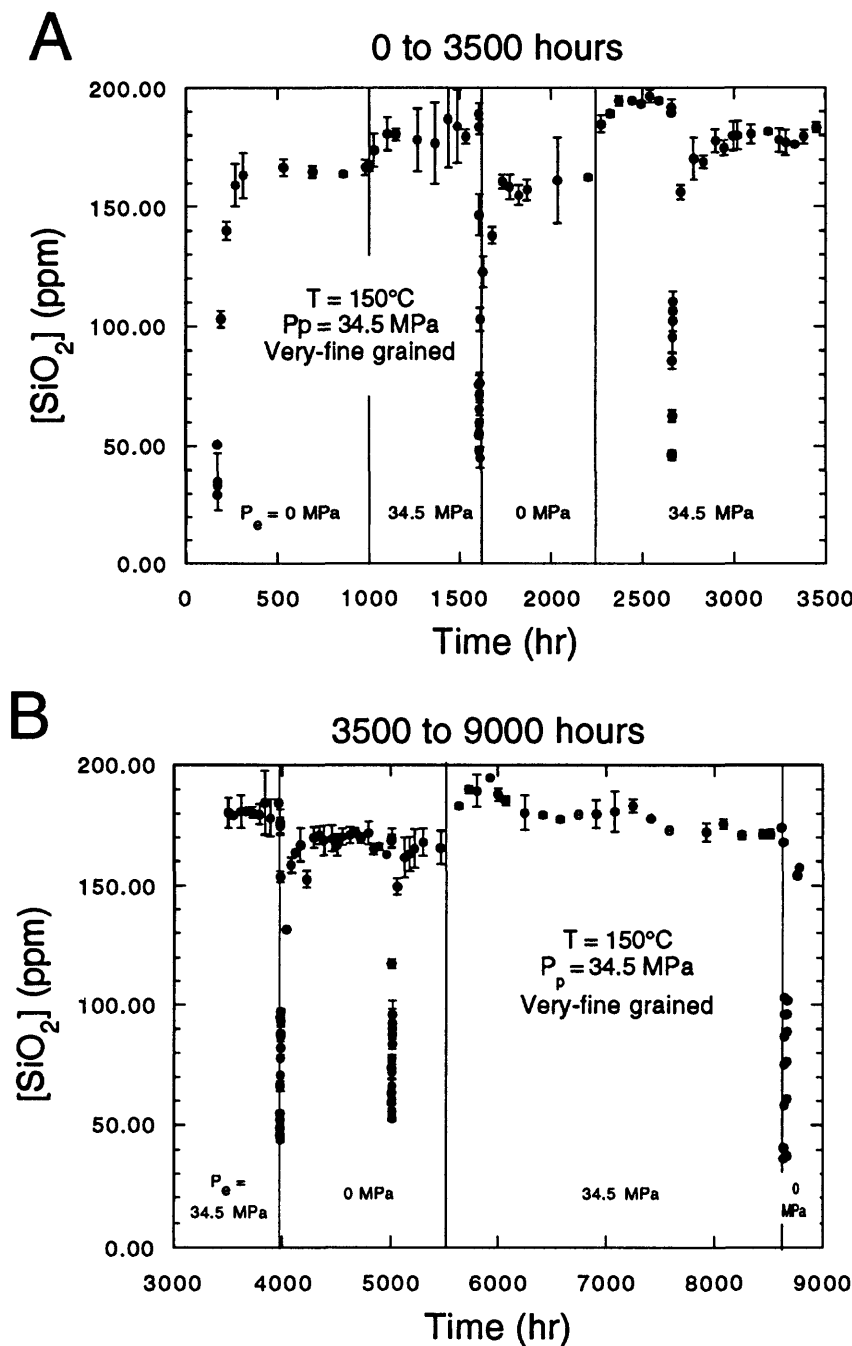 A
0 to 3500 hours
200.00
150.00
100.00
50.00
0.00
[SiO2] (ppm)
T = 150°C
Pp = 34.5 MPa
Very-fine grained
Pe = 0 MPa
34.5 MPa
0 MPa
34.5 MPa
0 500 1000 1500 2000 2500 3000 3500
Time (hr)
B
3500 to 9000 hours
200.00
150.00
100.00
50.00
0.00
[SiO2] (ppm)
T = 150°C
Pp = 34.5 MPa
Very-fine grained
Pe =
34.5 MPa
0 MPa
34.5 MPa
0
MPa
3000 4000 5000 6000 7000 8000 9000
Time (hr)